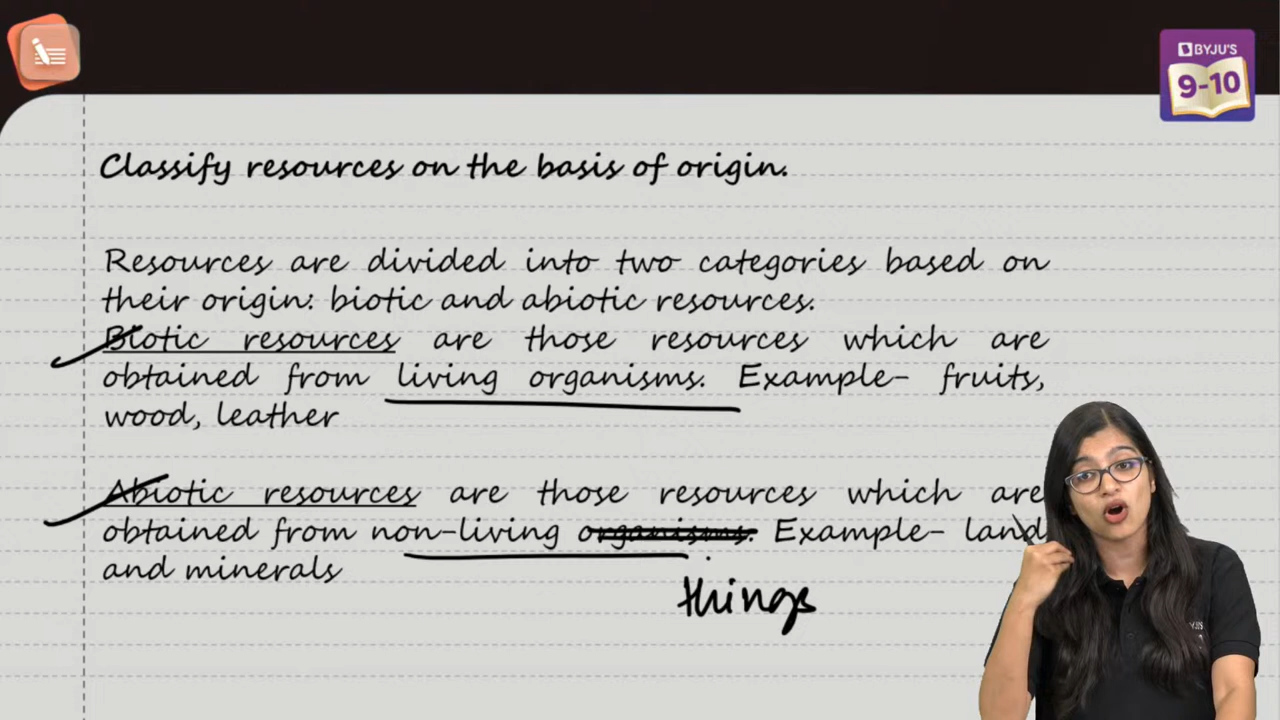 BYJU'S
9-10
Classify resources on the basis of origin.
Resources are divided into two categories based on
their origin: biotic and abiotic resources.
Biotic resources are those resources which are
obtained from living organisms. Example- fruits,
wood, leather
Abiotic resources are those resources which are
obtained from non-living organisms. Example- land
and minerals
things
BYJU'S